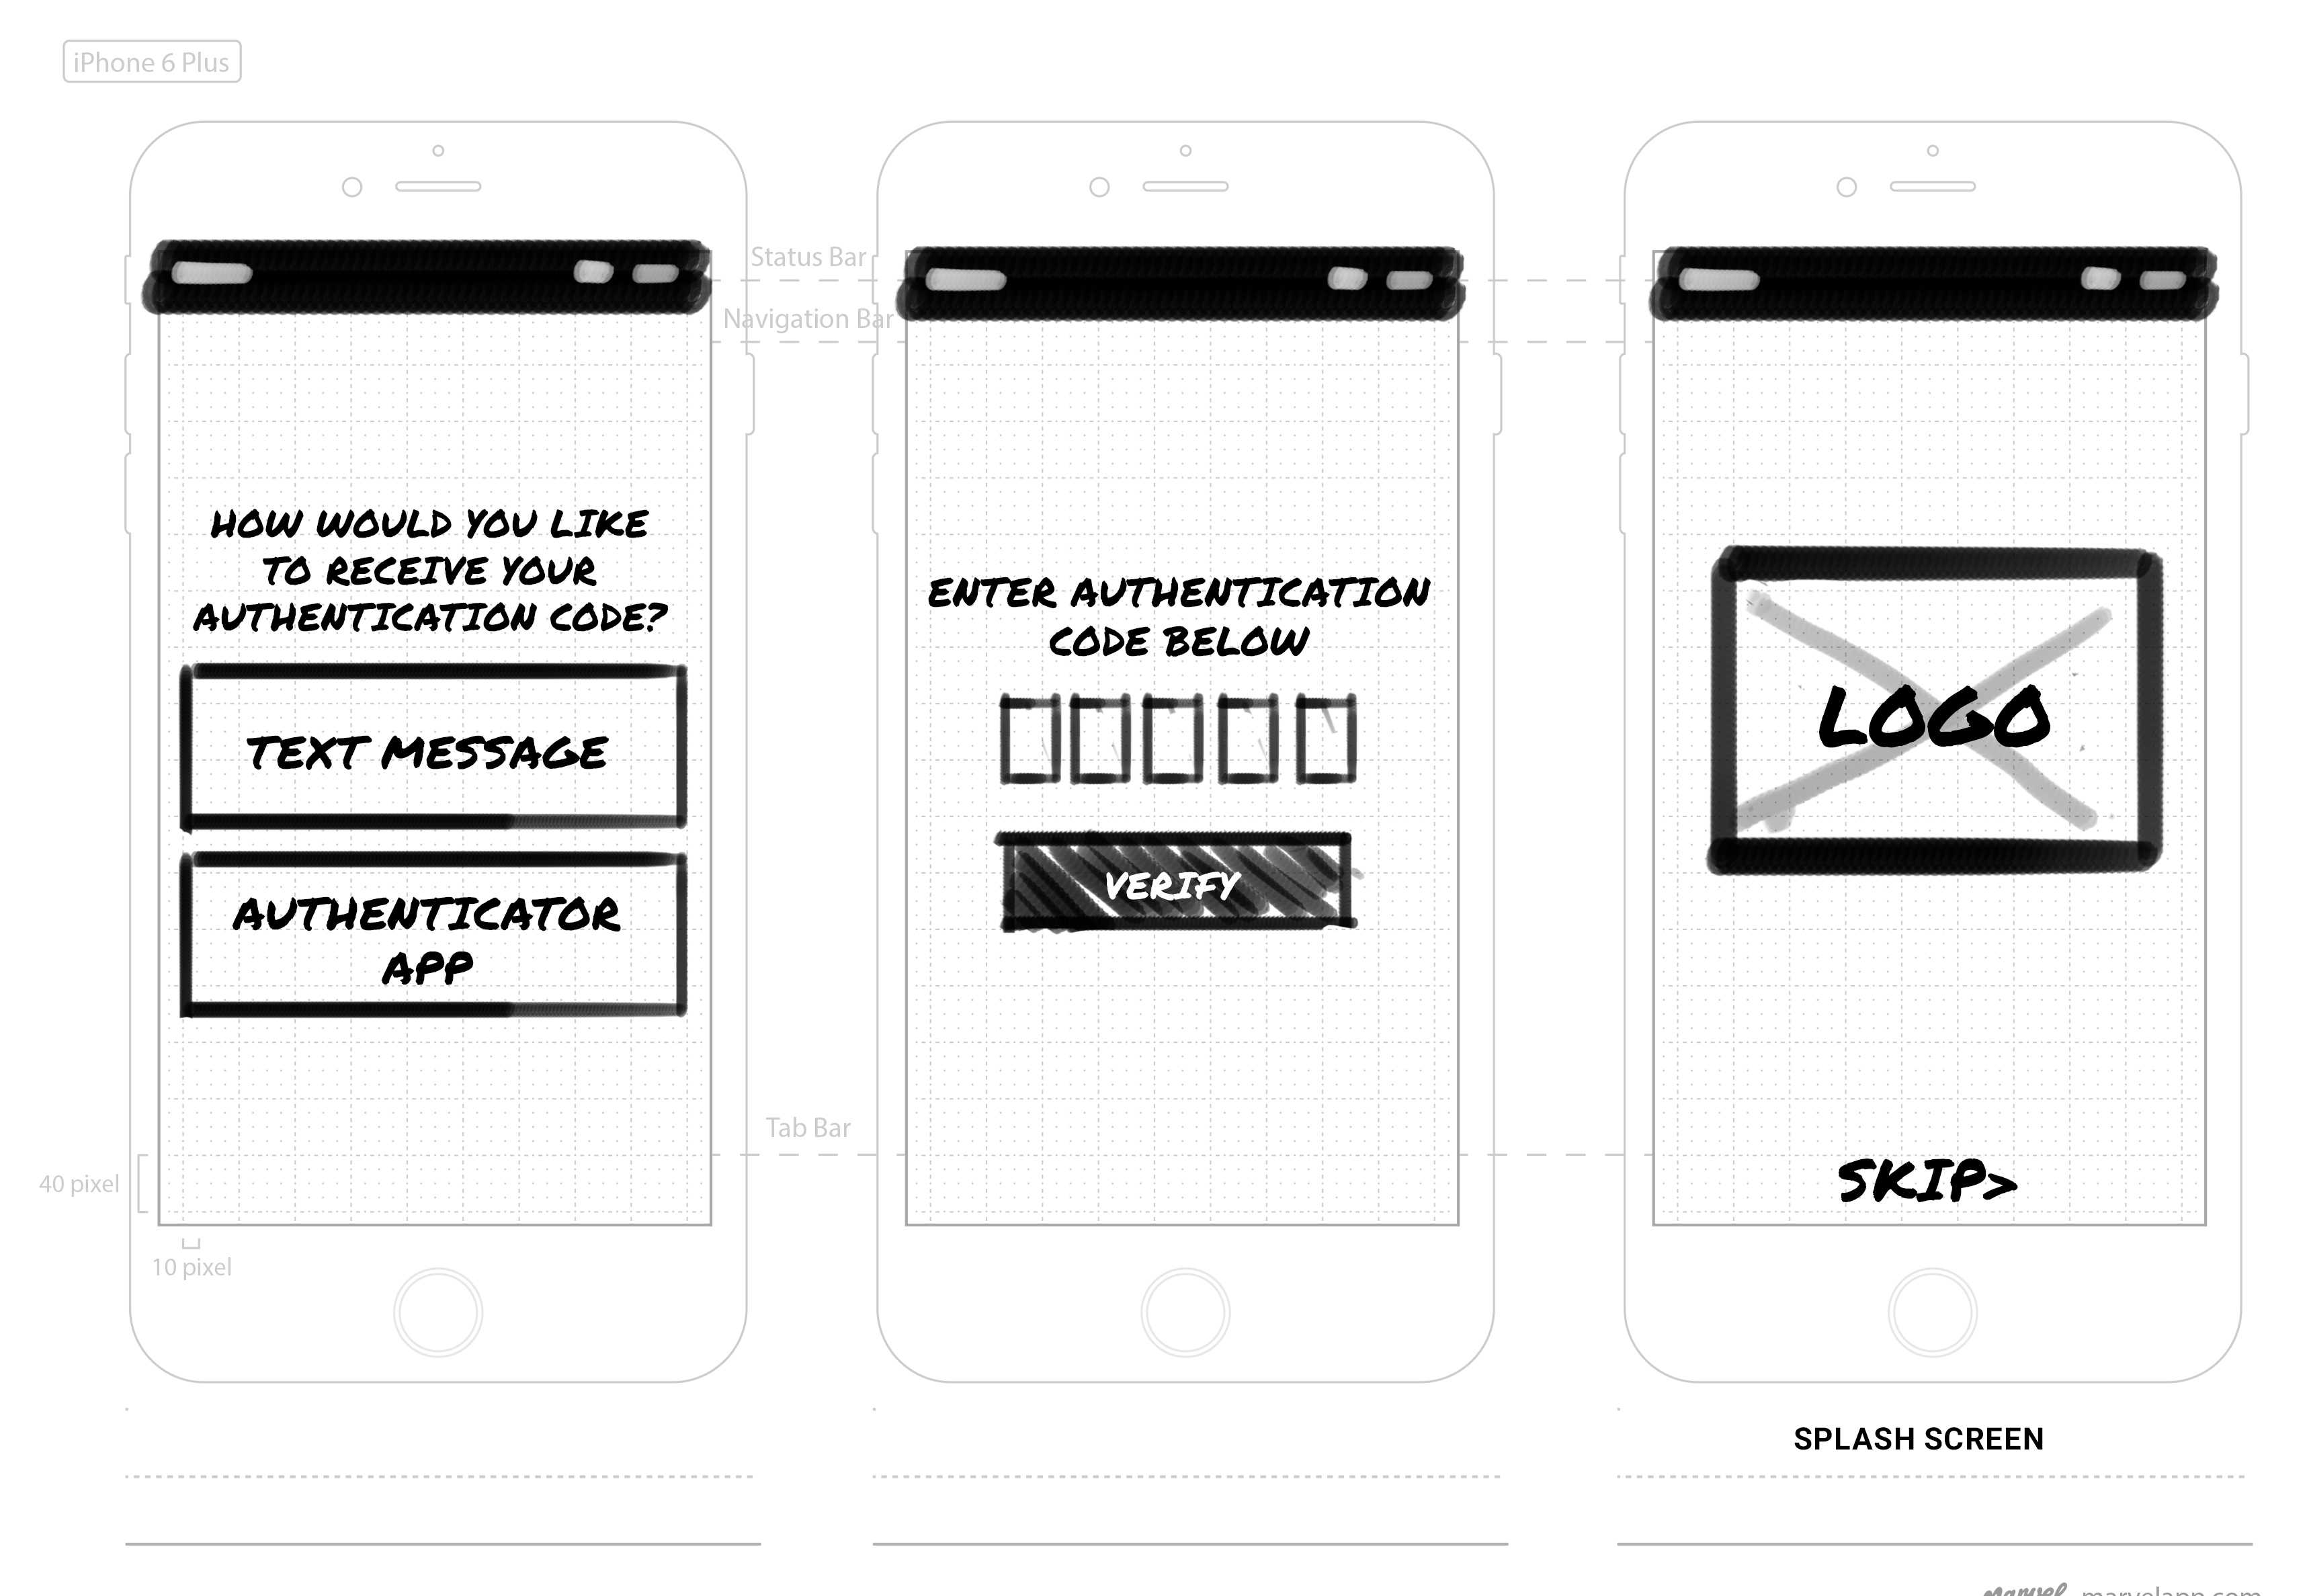 iPhone 6 Plus
Status Bar
Navigation Bar
HOW WOULD YOU LIKE
TO RECEIVE YOUR
AUTHENTICATION CODE?
TEXT MESSAGE
AUTHENTICATOR
APP
Tab Bar
40 pixel
10 pixel
ENTER AUTHENTICATION
CODE BELOW
VERIFY
LOGO
SKIP>
SPLASH SCREEN
marvel marvelapp.com